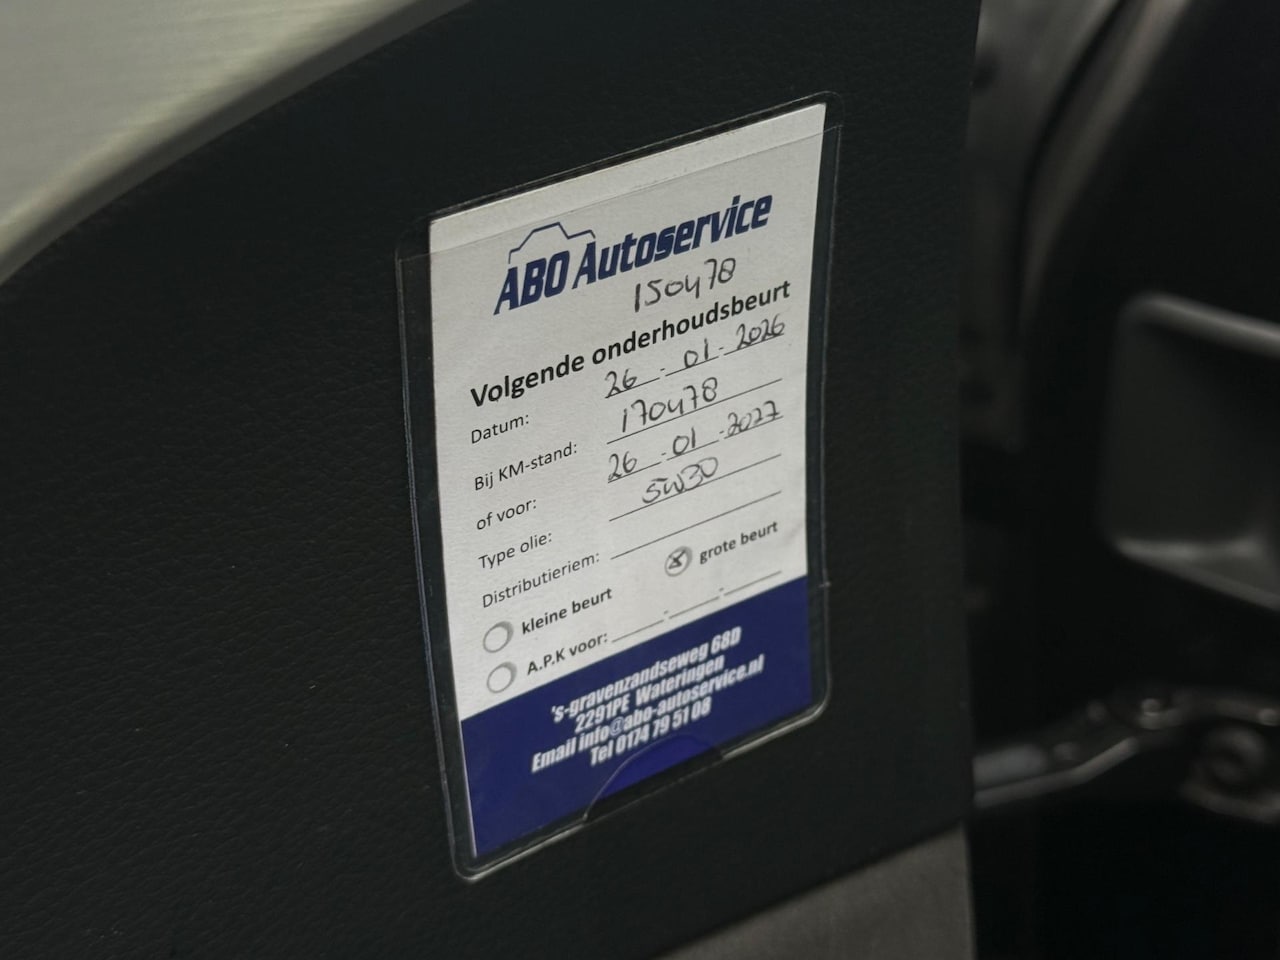 ABO Autoservice
150478
Volgende onderhoudsbeurt
Datum: 26 - 01 - 2026
Bij KM-stand: 170478
of voor: 26 - 01 - 2027
Type olie: 5W30
Distributieriem:
kleine beurt
grote beurt
A.P.K voor: - -
's-gravenzandseweg 68D
2291PE Wateringen
Email info@abo-autoservice.nl
Tel 0174 79 51 08